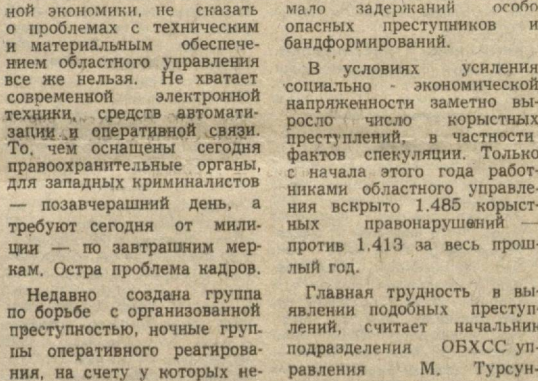 ной экономики, не сказать
о проблемах с техническим
и материальным обеспече-
нием областного управления
все же нельзя. Не хватает
современной электронной
техники, средств автомати-
зации и оперативной связи.
То, чем оснащены сегодня
правоохранительные органы,
для западных криминалистов
— позавчерашний день, а
требуют сегодня от мили-
ции — по завтрашним мер-
кам. Остра проблема кадров.
Недавно создана группа
по борьбе с организованной
преступностью, ночные груп-
пы оперативного реагирова-
ния, на счету у которых не-
мало задержаний особо
опасных преступников и
бандформирований.
В условиях усиления
социально - экономической
напряженности заметно вы-
росло число корыстных
преступлений, в частности
фактов спекуляции. Только
с начала этого года работ-
никами областного управле-
ния вскрыто 1.485 корыст-
ных правонарушений —
против 1.413 за весь прош-
лый год.
Главная трудность в вы-
явлении подобных преступ-
лений, считает начальник
подразделения ОБХСС уп-
равления М. Турсун-